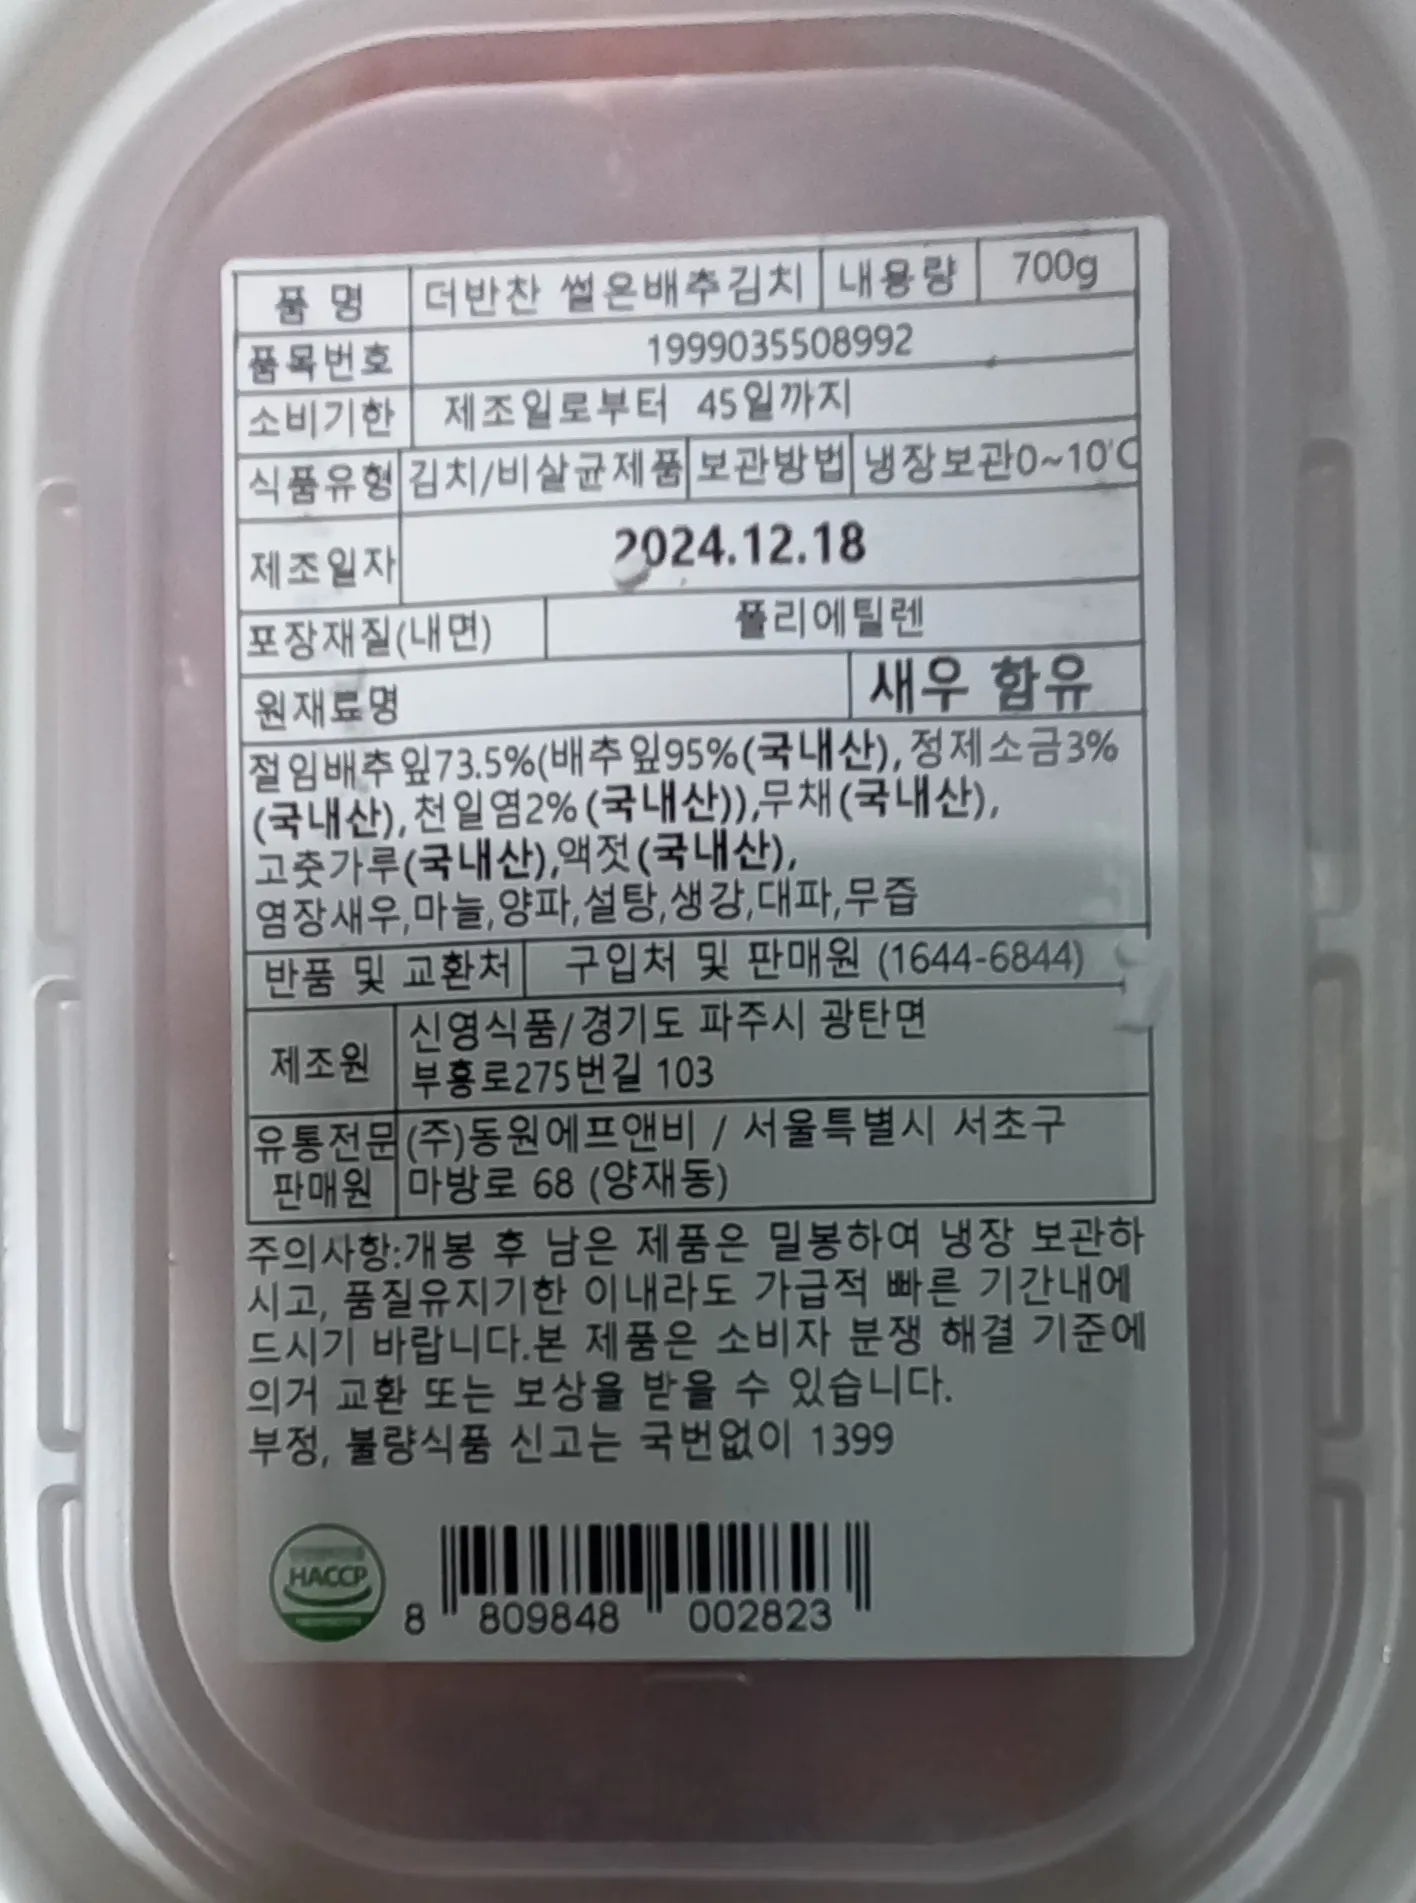 품 명 더반찬 썰은배추김치 내용량 700g
품목번호 1999035508992
소비기한 제조일로부터 45일까지
식품유형 김치/비살균제품 보관방법 냉장보관0~10℃
제조일자 2024.12.18
포장재질(내면) 폴리에틸렌
원재료명 새우 함유
절임배추잎73.5%(배추잎95%(국내산),정제소금3%
(국내산),천일염2%(국내산)),무채(국내산),
고춧가루(국내산),액젓(국내산),
염장새우,마늘,양파,설탕,생강,대파,무즙
반품 및 교환처 구입처 및 판매원 (1644-6844)
제조원 신영식품/경기도 파주시 광탄면
부흥로275번길 103
유통전문 (주)동원에프앤비 / 서울특별시 서초구
판매원 마방로 68 (양재동)
주의사항:개봉 후 남은 제품은 밀봉하여 냉장 보관하
시고, 품질유지기한 이내라도 가급적 빠른 기간내에
드시기 바랍니다.본 제품은 소비자 분쟁 해결 기준에
의거 교환 또는 보상을 받을 수 있습니다.
부정, 불량식품 신고는 국번없이 1399
HACCP
8 809848 002823